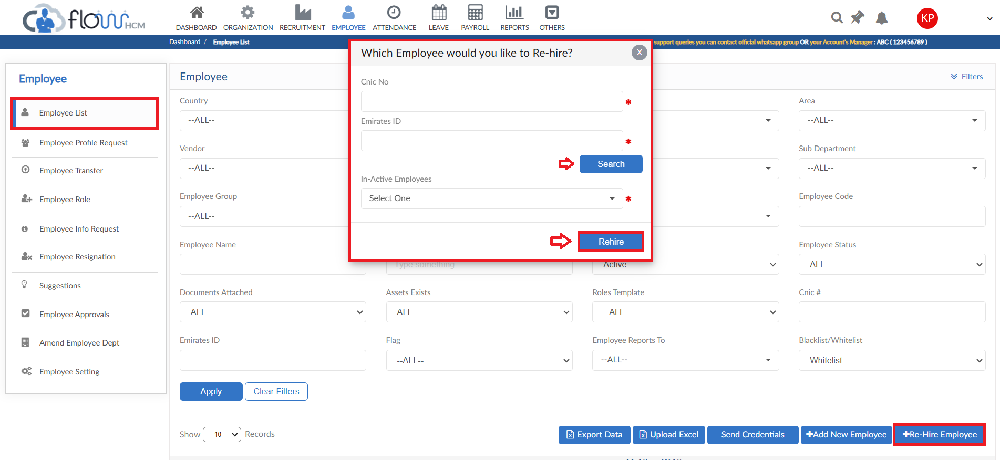 flow HCM
DASHBOARD ORGANIZATION RECRUITMENT EMPLOYEE ATTENDANCE LEAVE PAYROLL REPORTS OTHERS
KP
Dashboard / Employee List
support queries you can contact official whatsapp group OR your Account's Manager : ABC ( 123456789 )
Employee
Employee List
Employee Profile Request
Employee Transfer
Employee Role
Employee Info Request
Employee Resignation
Suggestions
Employee Approvals
Amend Employee Dept
Employee Setting
Which Employee would you like to Re-hire?
X
Cnic No
*
Emirates ID
*
Search
In-Active Employees
Select One
*
Rehire
Employee
Filters
Country
Area
--ALL--
--ALL--
Vendor
Sub Department
--ALL--
--ALL--
Employee Group
Employee Code
--ALL--
Employee Name
Employee Status
Type something
Active
ALL
Documents Attached
Assets Exists
Roles Template
Cnic #
ALL
ALL
--ALL--
Emirates ID
Flag
Employee Reports To
Blacklist/Whitelist
--ALL--
--ALL--
Whitelist
Apply
Clear Filters
Show 10 Records
Export Data
Upload Excel
Send Credentials
+Add New Employee
+Re-Hire Employee